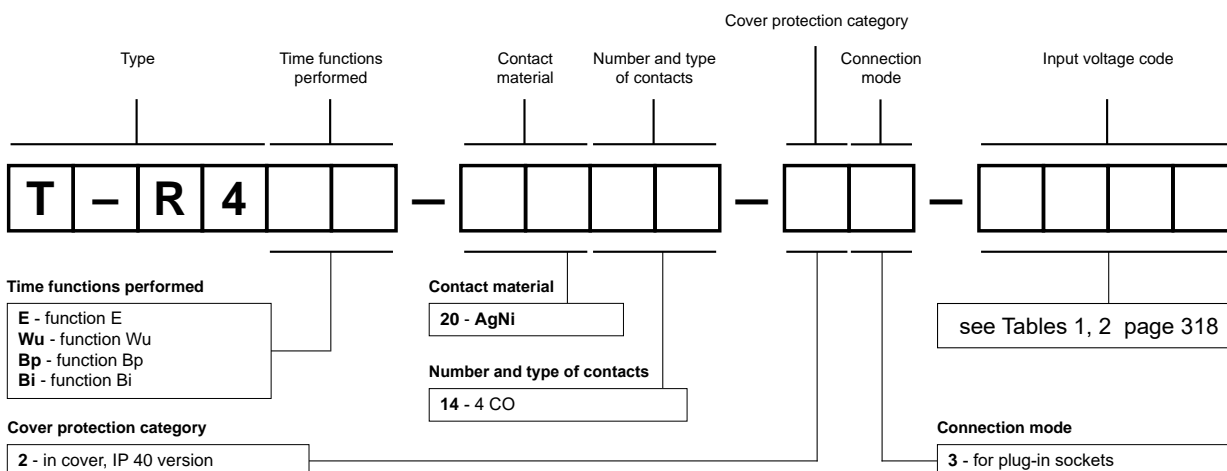 Cover protection category
Type
Time functions
performed
Contact
material
Number and type
of contacts
Connection
mode
Input voltage code
T – R 4 – – –
Time functions performed
E - function E
Wu - function Wu
Bp - function Bp
Bi - function Bi
Contact material
20 - AgNi
see Tables 1, 2 page 318
Number and type of contacts
14 - 4 CO
Cover protection category
2 - in cover, IP 40 version
Connection mode
3 - for plug-in sockets